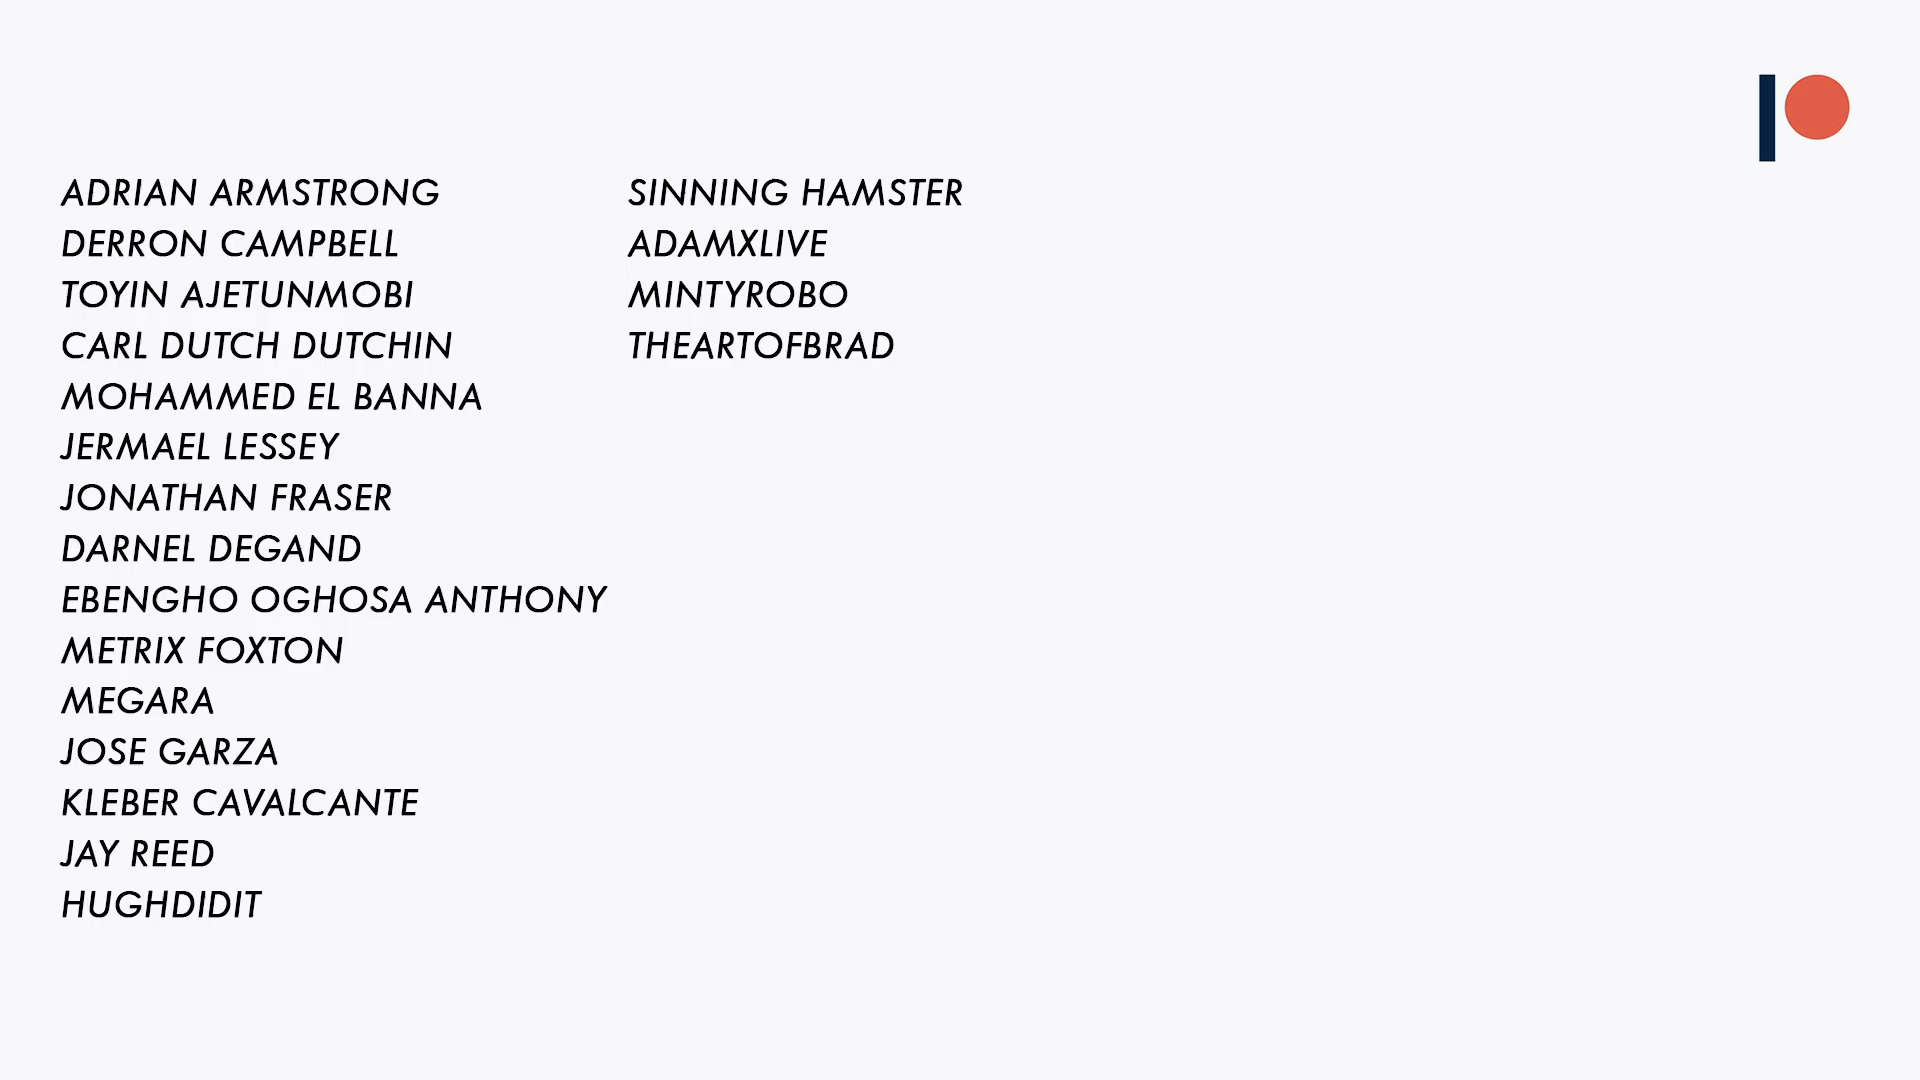 ADRIAN ARMSTRONG
DERRON CAMPBELL
TOYIN AJETUNMOBI
CARL DUTCH DUTCHIN
MOHAMMED EL BANNA
JERMAEL LESSEY
JONATHAN FRASER
DARNEL DEGAND
EBENGHO OGHOSA ANTHONY
METRIX FOXTON
MEGARA
JOSE GARZA
KLEBER CAVALCANTE
JAY REED
HUGHDIDIT
SINNING HAMSTER
ADAMXLIVE
MINTYROBO
THEARTOFBRAD